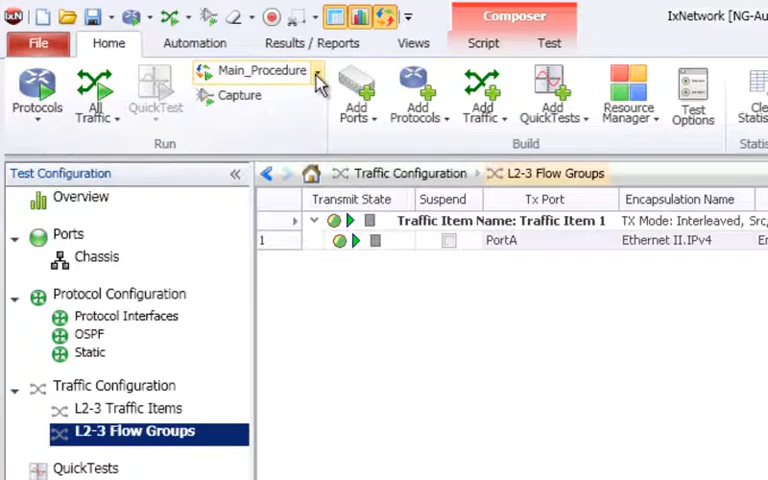 IxN
Composer
IxNetwork [NG-Au
File
Home
Automation
Results / Reports
Views
Script
Test
Protocols
All Traffic
QuickTest
Main_Procedure
Capture
Add Ports
Add Protocols
Add Traffic
Add QuickTests
Resource Manager
Test Options
Cle
Statis
Run
Build
Statis
Test Configuration
Traffic Configuration
L2-3 Flow Groups
Overview
Ports
Chassis
Protocol Configuration
Protocol Interfaces
OSPF
Static
Traffic Configuration
L2-3 Traffic Items
L2-3 Flow Groups
QuickTests
Transmit State
Suspend
Tx Port
Encapsulation Name
Traffic Item Name: Traffic Item 1
TX Mode: Interleaved, Src,
1
PortA
Ethernet II.IPv4